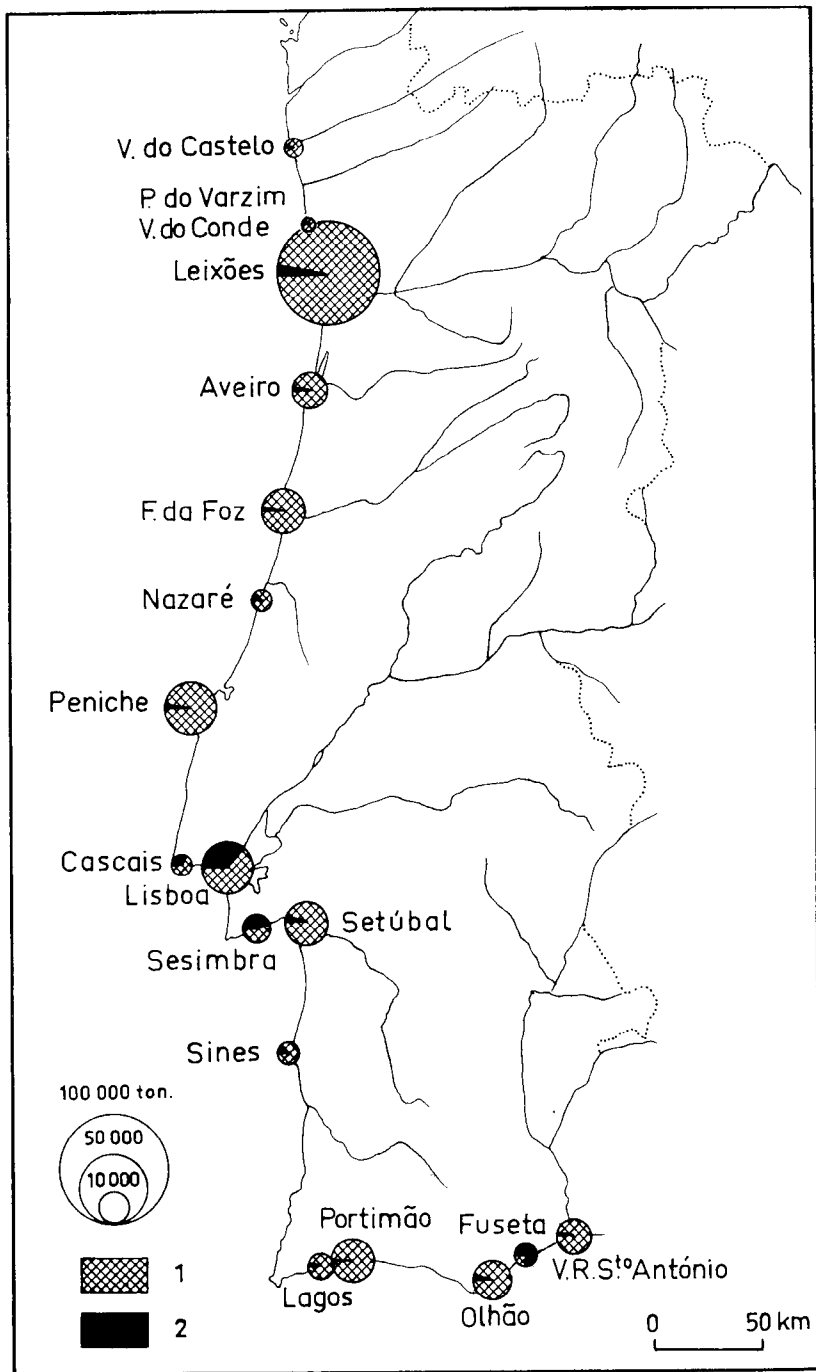 V. do Castelo
P. do Varzim
V. do Conde
Leixões
Aveiro
F. da Foz
Nazaré
Peniche
Cascais
Lisboa
Setúbal
Sesimbra
Sines
100 000 ton.
50 000
10 000
Portimão
Fuseta
V.R.Sto António
Lagos
Olhão
1
2
0 50 km